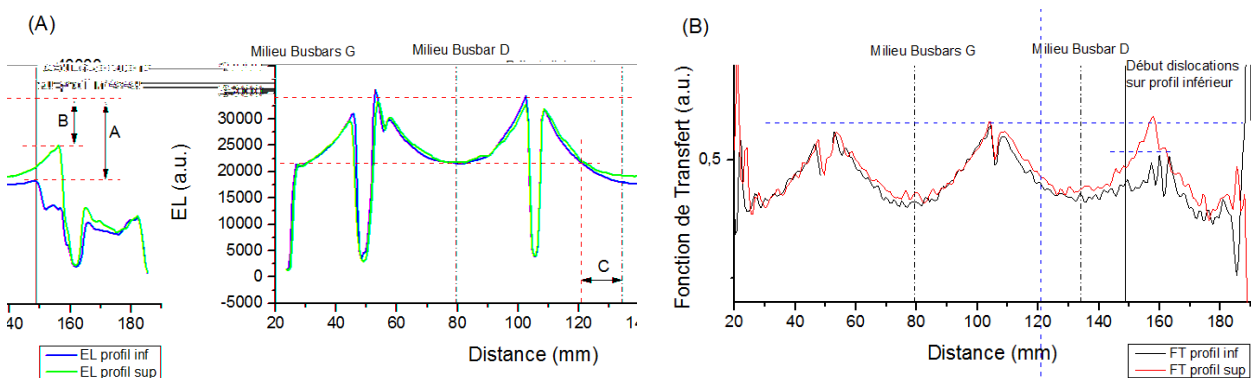 (A)
(B)
Milieu Busbars G
Milieu Busbar D
Milieu Busbars G
Milieu Busbar D
Début dislocations
sur profil inférieur
B
A
C
EL (a.u.)
30000
25000
20000
15000
10000
5000
0
-5000
Fonction de Transfert (a.u.)
0,5
40 160 180
20 40 60 80 100 120 14
20 40 60 80 100 120 140 160 180
Distance (mm)
Distance (mm)
EL profil inf
EL profil sup
FT profil inf
FT profil sup